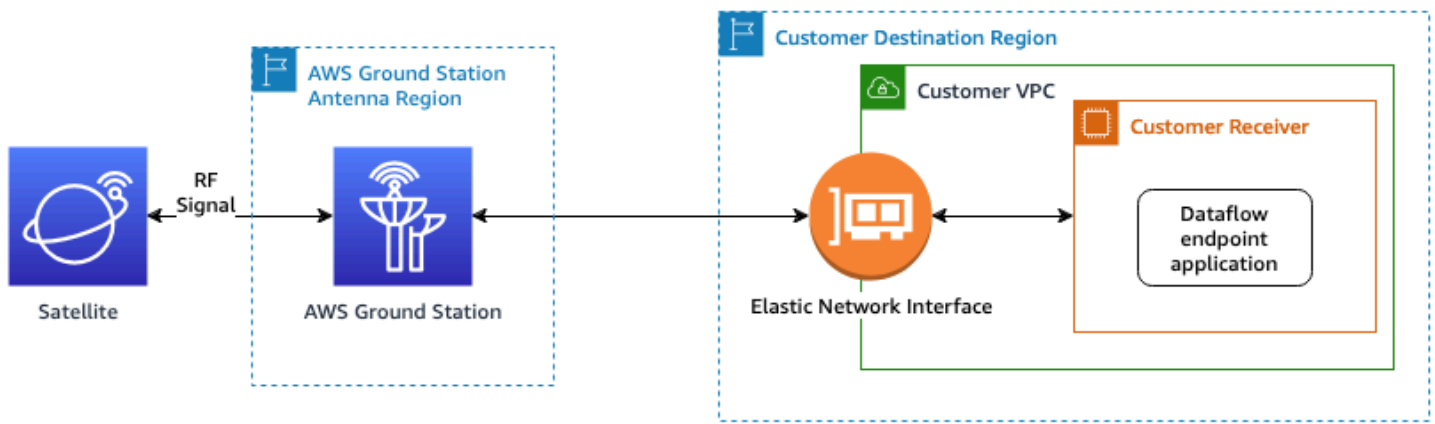 Customer Destination Region
AWS Ground Station
Antenna Region
Customer VPC
Customer Receiver
RF
Signal
Dataflow
endpoint
application
Satellite
AWS Ground Station
Elastic Network Interface